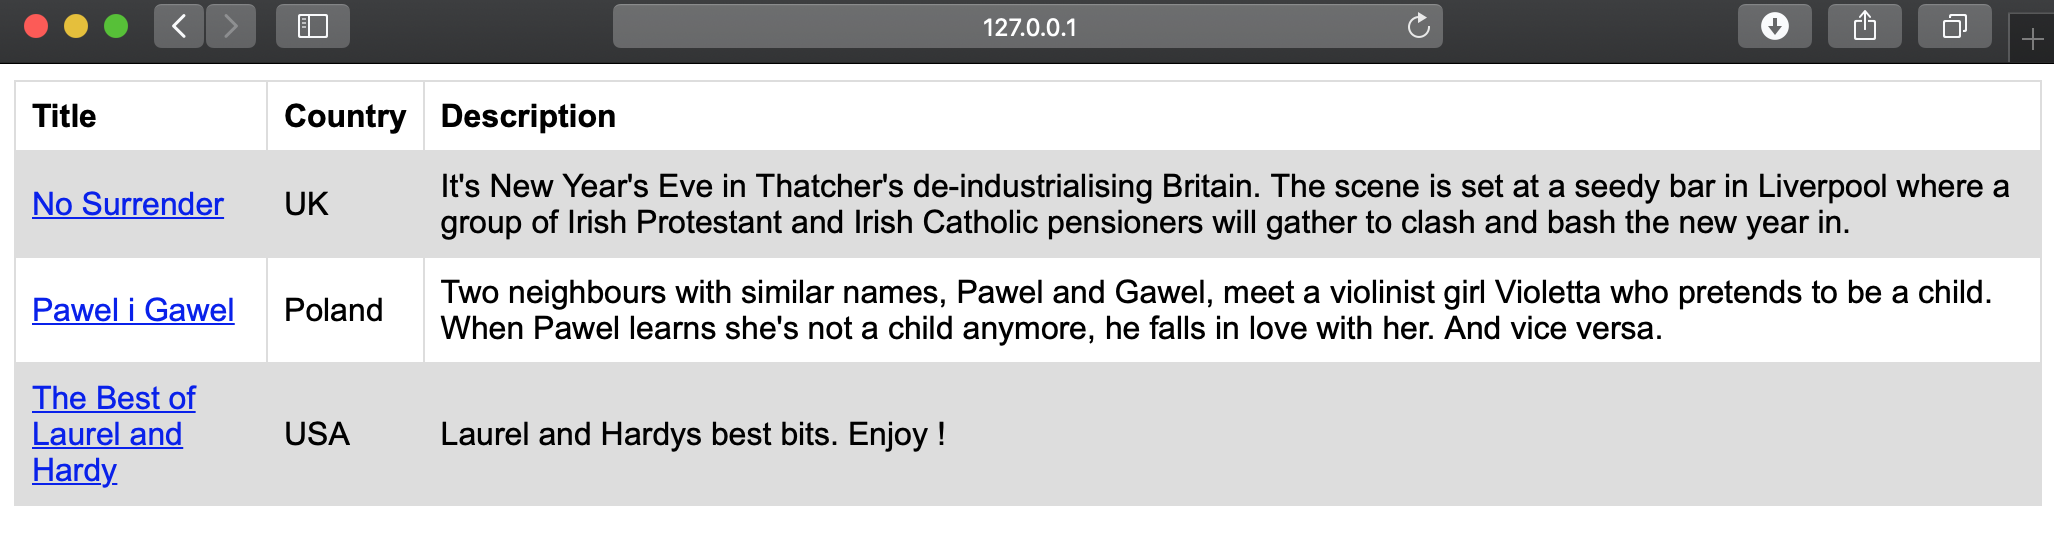 127.0.0.1
Title Country Description
No Surrender UK It's New Year's Eve in Thatcher's de-industrialising Britain. The scene is set at a seedy bar in Liverpool where a
group of Irish Protestant and Irish Catholic pensioners will gather to clash and bash the new year in.
Pawel i Gawel Poland Two neighbours with similar names, Pawel and Gawel, meet a violinist girl Violetta who pretends to be a child.
When Pawel learns she's not a child anymore, he falls in love with her. And vice versa.
The Best of
Laurel and USA Laurel and Hardys best bits. Enjoy !
Hardy